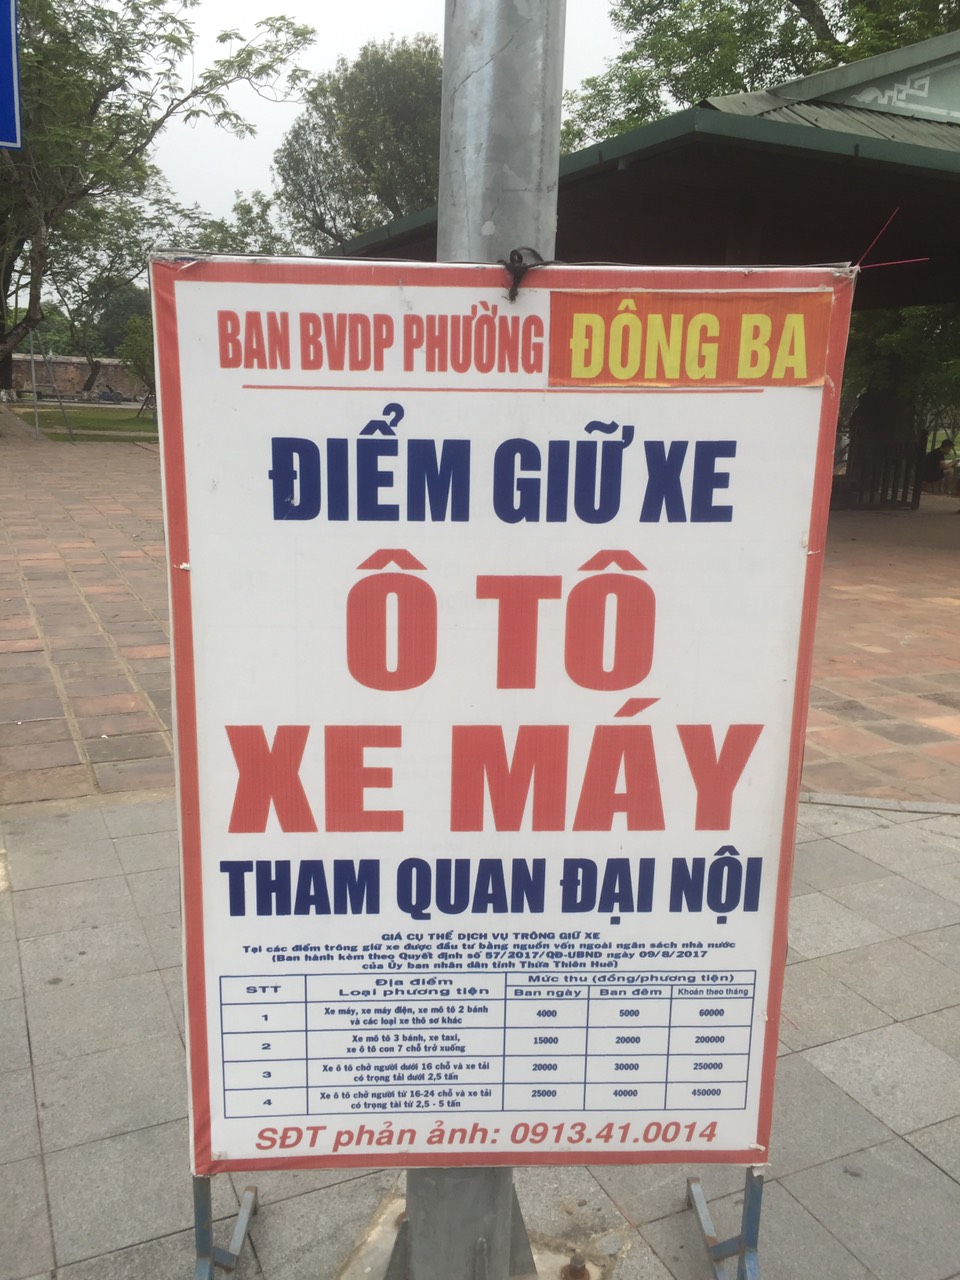 BAN BVDP PHƯỜNG ĐÔNG BA
ĐIỂM GIỮ XE
Ô TÔ
XE MÁY
THAM QUAN ĐẠI NỘI
GIÁ CỤ THỂ DỊCH VỤ TRÔNG GIỮ XE
Tại các điểm trông giữ xe được đầu tư bằng nguồn vốn ngoài ngân sách nhà nước
(Ban hành kèm theo Quyết định số 57/2017/QĐ-UBND ngày 09/8/2017
của Ủy ban nhân dân tỉnh Thừa Thiên Huế)
STT Địa điểm Loại phương tiện Mức thu (đồng/phương tiện)
Ban ngày Ban đêm Khoán theo tháng
1 Xe máy, xe máy điện, xe mô tô 2 bánh và các loại xe thô sơ khác 4000 5000 60000
2 Xe mô tô 3 bánh, xe taxi, xe ô tô con 7 chỗ trở xuống 15000 20000 200000
3 Xe ô tô chở người dưới 16 chỗ và xe tải có trọng tải dưới 2,5 tấn 20000 30000 250000
4 Xe ô tô chở người từ 16-24 chỗ và xe tải có trọng tải từ 2,5 - 5 tấn 25000 40000 450000
SĐT phản ảnh: 0913.41.0014